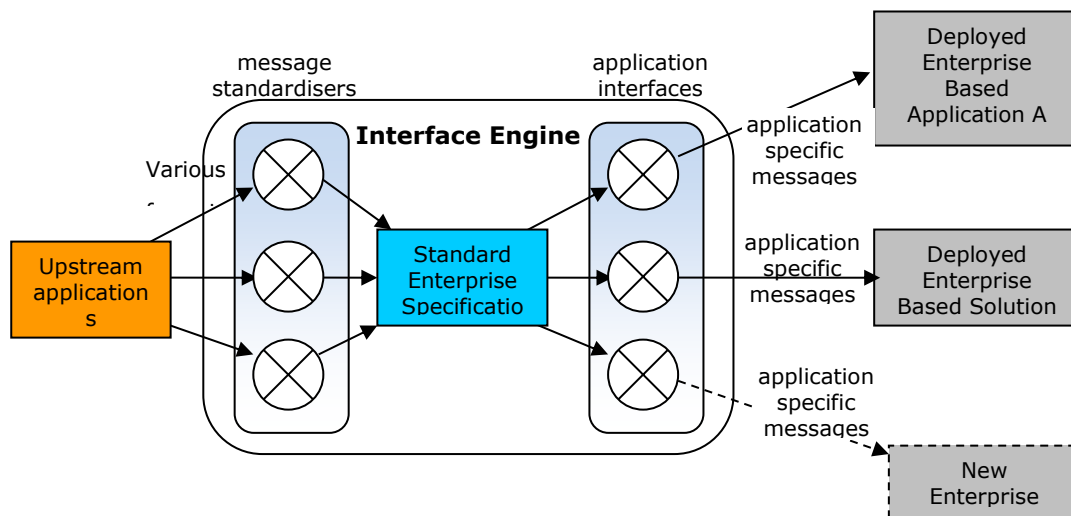 message
standardisers
application
interfaces
Interface Engine
Various
Upstream
application
s
Standard
Enterprise
Specificatio
application
specific
messages
application
specific
messages
application
specific
messages
Deployed
Enterprise
Based
Application A
Deployed
Enterprise
Based Solution
New
Enterprise